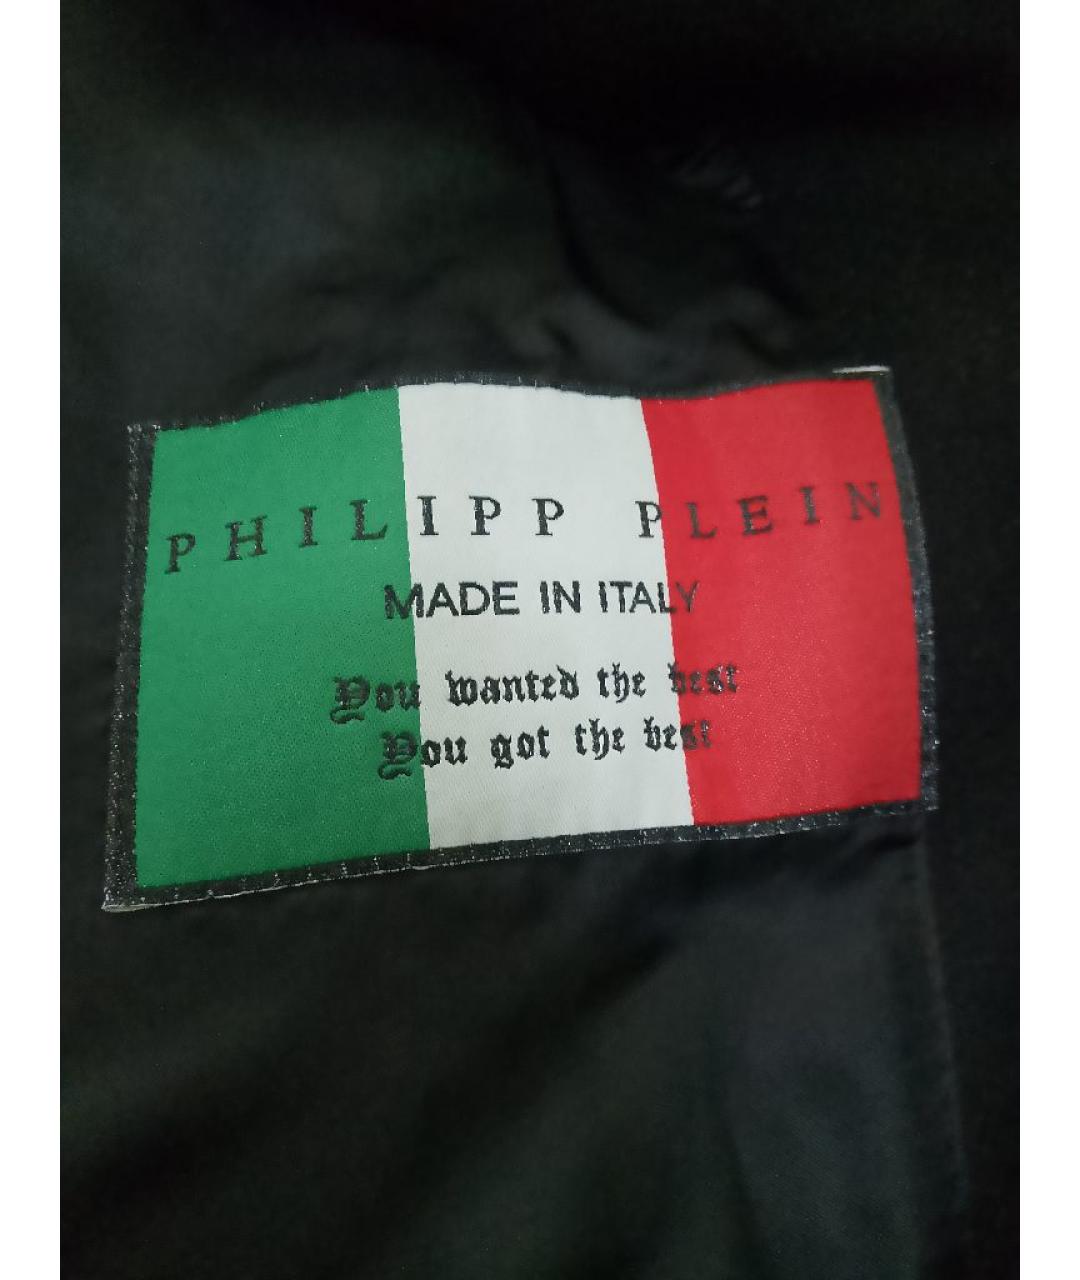 PHILIPP PLEIN
MADE IN ITALY
You wanted the best
You got the best